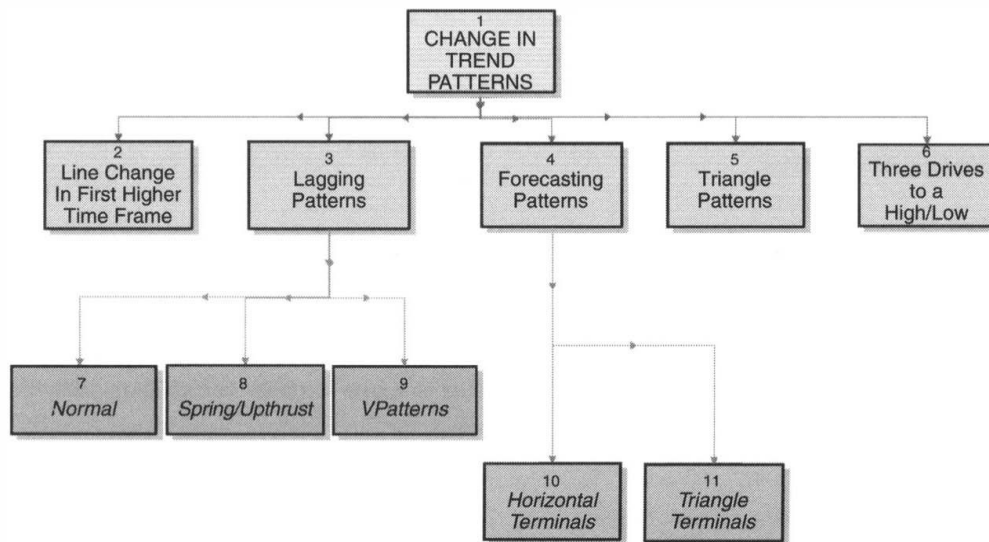 1
CHANGE IN
TREND
PATTERNS
2
Line Change
In First Higher
Time Frame
3
Lagging
Patterns
4
Forecasting
Patterns
5
Triangle
Patterns
6
Three Drives
to a
High/Low
7
Normal
8
Spring/Upthrust
9
VPatterns
10
Horizontal
Terminals
11
Triangle
Terminals